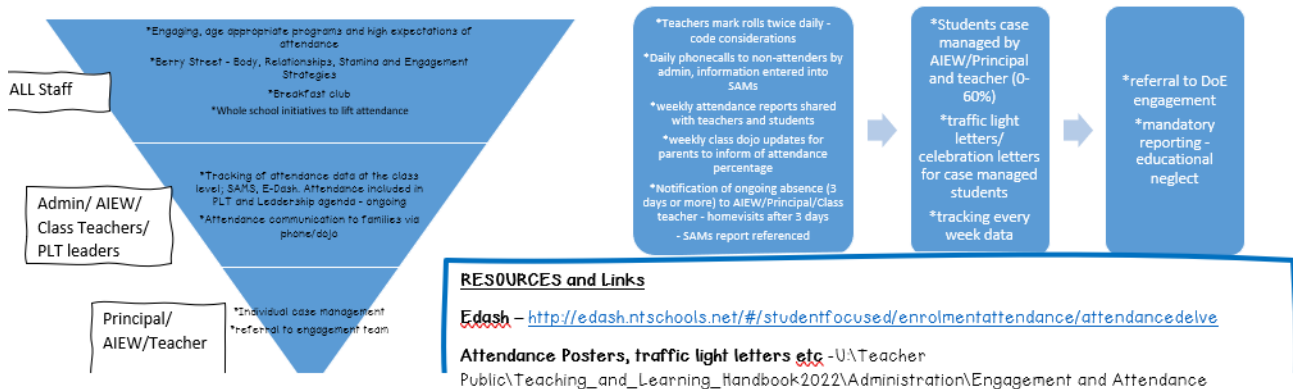 *Engaging, age appropriate programs and high expectations of
attendance
*Berry Street - Body, Relationships, Stamina and Engagement
Strategies
*Breakfast club
*Whole school initiatives to lift attendance
ALL Staff
*Tracking of attendance data at the class
level; SAMS, E-Dash. Attendance included in
PLT and Leadership agenda - ongoing
*Attendance communication to families via
phone/dojo
Admin/ AIEW/
Class Teachers/
PLT leaders
*Individual case management
*referral to engagement team
Principal/
AIEW/Teacher
*Teachers mark rolls twice daily -
code considerations
*Daily phonecalls to non-attenders by
admin, information entered into
SAMs
*weekly attendance reports shared
with teachers and students
*weekly class dojo updates for
parents to inform of attendance
percentage
*Notification of ongoing absence (3
days or more) to AIEW/Principal/Class
teacher - homevisits after 3 days
- SAMs report referenced
*Students case
managed by
AIEW/Principal
and teacher (0-
60%)
*traffic light
letters/
celebration letters
for case managed
students
*tracking every
week data
*referral to DoE
engagement
*mandatory
reporting -
educational
neglect
RESOURCES and Links
Edash – http://edash.ntschools.net/#/studentfocused/enrolmentattendance/attendancedelve
Attendance Posters, traffic light letters etc -U:\Teacher
Public\Teaching_and_Learning_Handbook2022\Administration\Engagement and Attendance